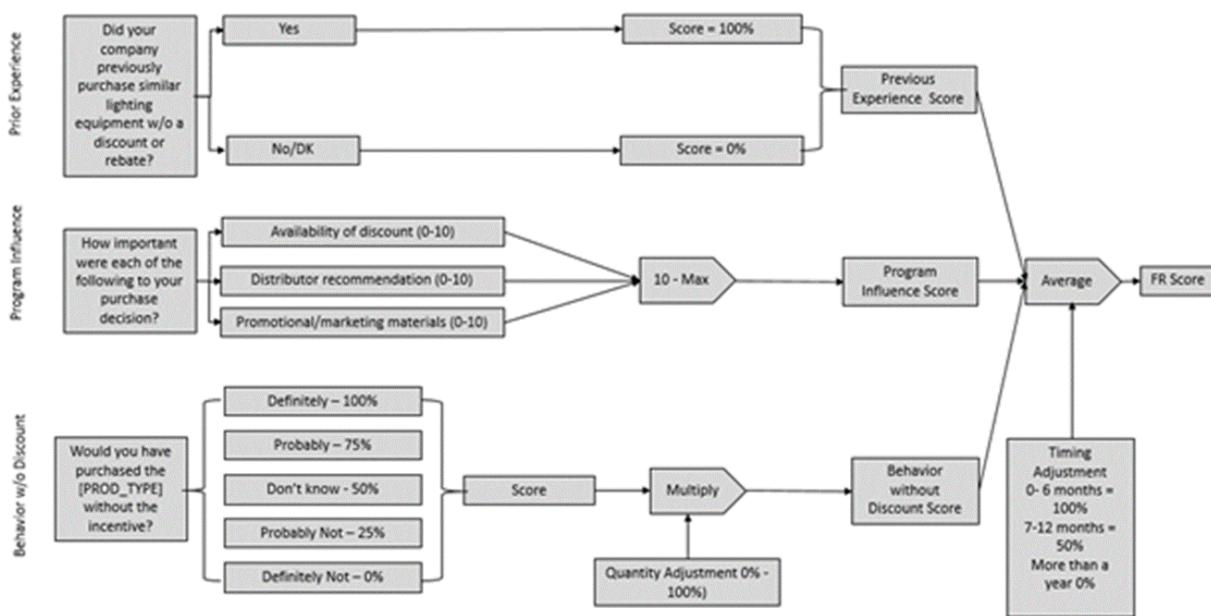 Prior Experience
Did your
company
previously
purchase similar
lighting
equipment w/o a
discount or
rebate?
Yes
Score = 100%
No/DK
Score = 0%
Previous
Experience Score
Program Influence
How important
were each of the
following to your
purchase
decision?
Availability of discount (0-10)
Distributor recommendation (0-10)
Promotional/marketing materials (0-10)
10 - Max
Program
Influence Score
Average
FR Score
Behavior w/o Discount
Would you have
purchased the
[PROD_TYPE]
without the
incentive?
Definitely – 100%
Probably – 75%
Don't know - 50%
Probably Not – 25%
Definitely Not – 0%
Score
Multiply
Quantity Adjustment 0% -
100%)
Behavior
without
Discount Score
Timing
Adjustment
0- 6 months =
100%
7-12 months =
50%
More than a
year 0%